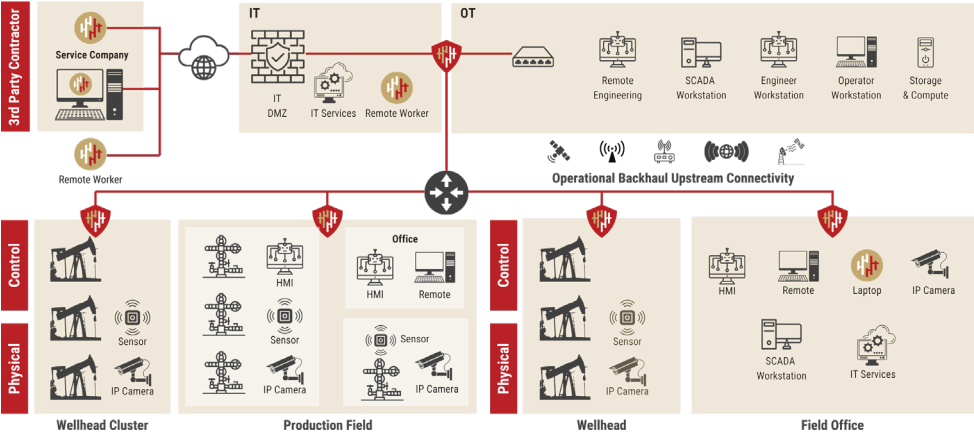 3rd Party Contractor
Service Company
Remote Worker
IT
IT
DMZ
IT Services
Remote Worker
OT
Remote
Engineering
SCADA
Workstation
Engineer
Workstation
Operator
Workstation
Storage
& Compute
Operational Backhaul Upstream Connectivity
Control
Physical
Sensor
IP Camera
Wellhead Cluster
HMI
Sensor
IP Camera
Office
HMI
Remote
Sensor
IP Camera
Production Field
Control
Physical
Sensor
IP Camera
Wellhead
HMI
Remote
Laptop
IP Camera
SCADA
Workstation
IT Services
Field Office